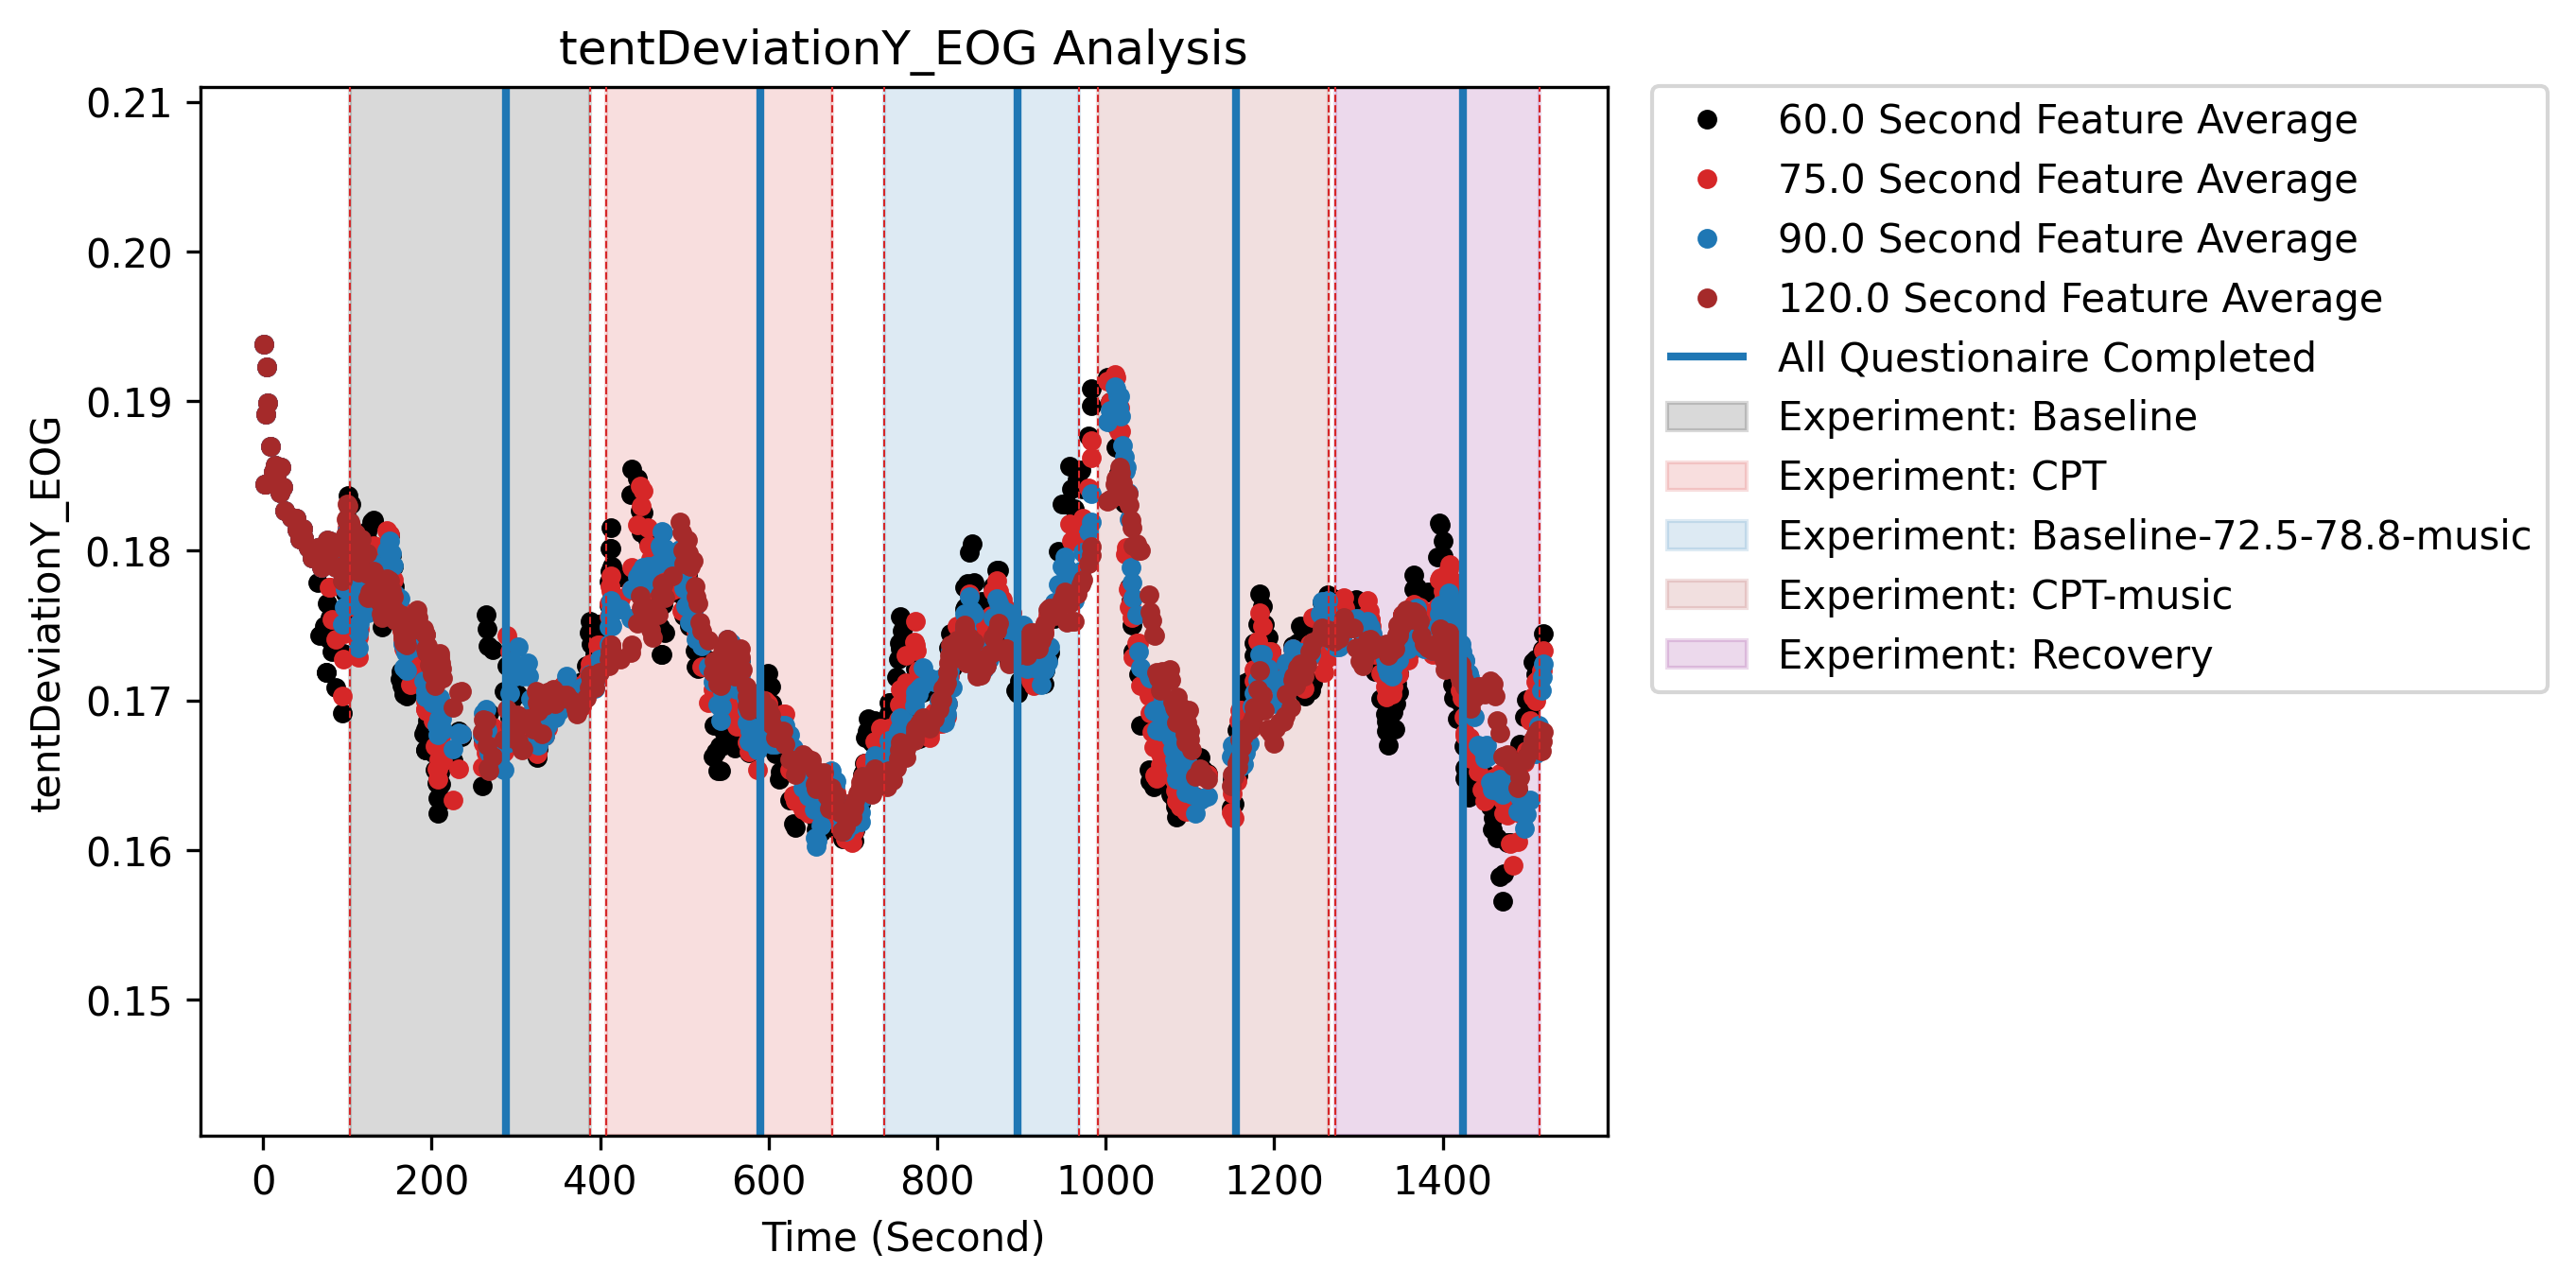 tentDeviationY_EOG Analysis
tentDeviationY_EOG
0.21
0.20
0.19
0.18
0.17
0.16
0.15
0 200 400 600 800 1000 1200 1400
Time (Second)
60.0 Second Feature Average
75.0 Second Feature Average
90.0 Second Feature Average
120.0 Second Feature Average
All Questionaire Completed
Experiment: Baseline
Experiment: CPT
Experiment: Baseline-72.5-78.8-music
Experiment: CPT-music
Experiment: Recovery